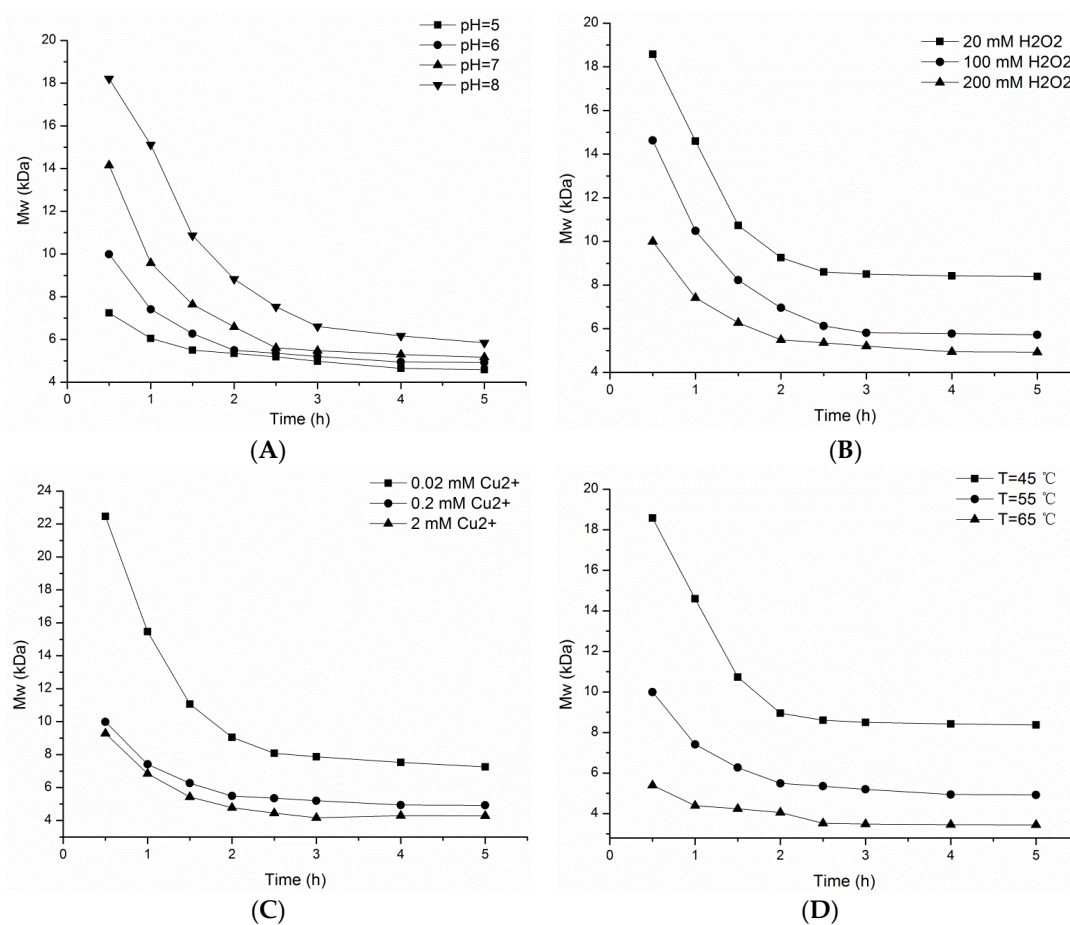 pH=5
pH=6
pH=7
pH=8
20
18
16
14
12
10
8
6
4
Mw (kDa)
0 1 2 3 4 5
Time (h)
(A)
20 mM H2O2
100 mM H2O2
200 mM H2O2
20
18
16
14
12
10
8
6
4
Mw (kDa)
0 1 2 3 4 5
Time (h)
(B)
0.02 mM Cu2+
0.2 mM Cu2+
2 mM Cu2+
24
22
20
18
16
14
12
10
8
6
4
Mw (kDa)
0 1 2 3 4 5
Time (h)
(C)
T=45 ℃
T=55 ℃
T=65 ℃
20
18
16
14
12
10
8
6
4
Mw (kDa)
0 1 2 3 4 5
Time (h)
(D)